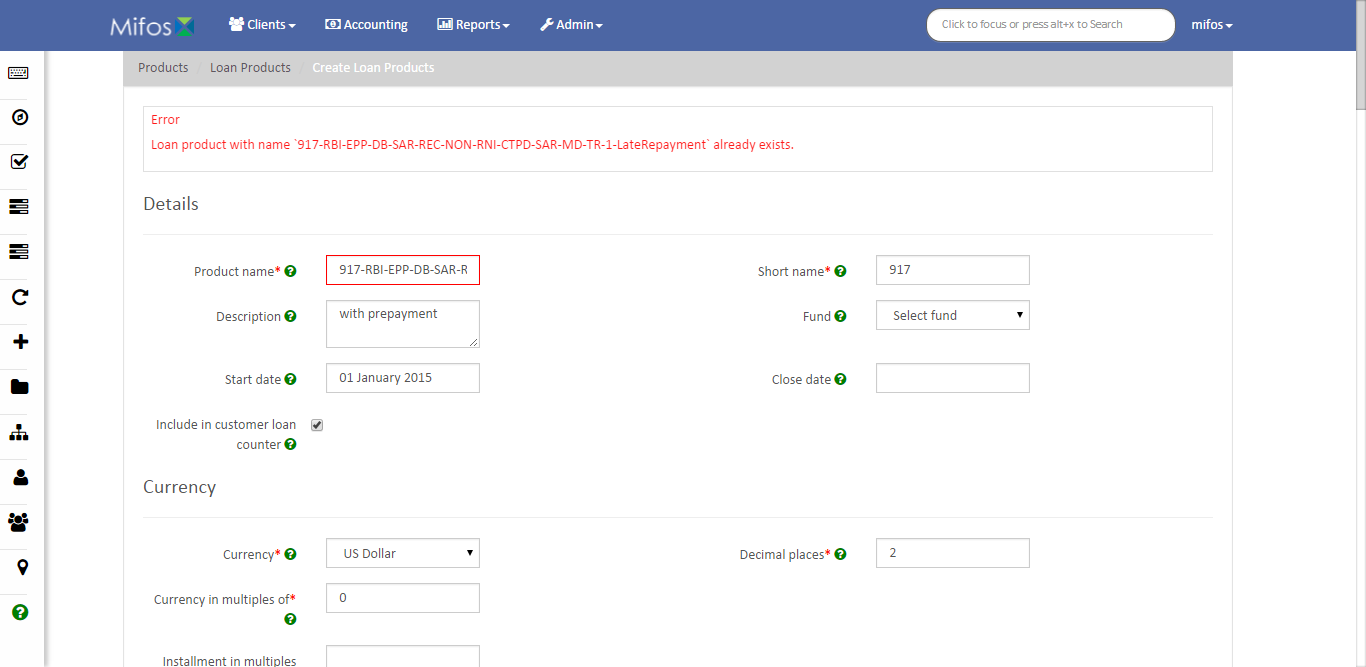 Mifos Clients Accounting Reports Admin Click to focus or press alt+x to Search mifos
Products / Loan Products / Create Loan Products
Error
Loan product with name `917-RBI-EPP-DB-SAR-REC-NON-RNI-CTPD-SAR-MD-TR-1-LateRepayment` already exists.
Details
Product name* 917-RBI-EPP-DB-SAR-R Short name* 917
Description with prepayment Fund Select fund
Start date 01 January 2015 Close date
Include in customer loan
counter
Currency
Currency* US Dollar Decimal places* 2
Currency in multiples of* 0
Installment in multiples